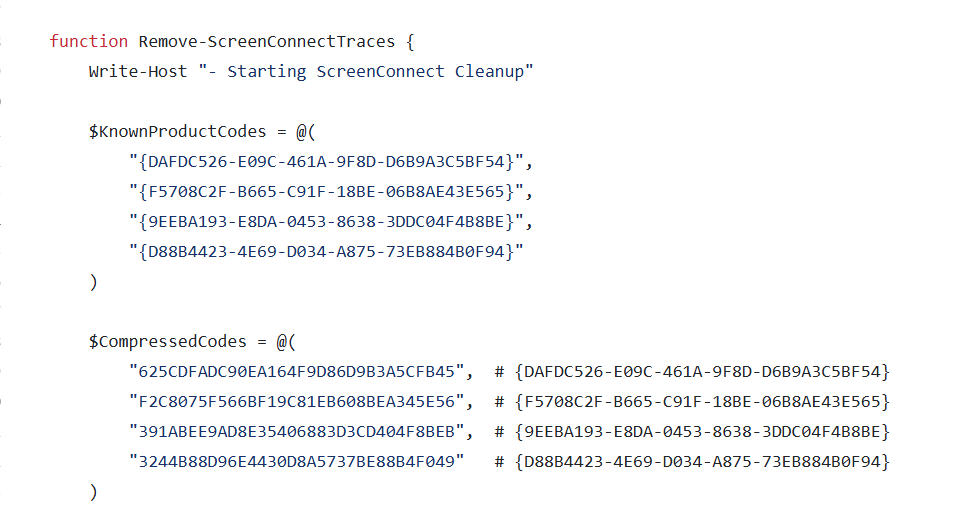 function Remove-ScreenConnectTraces {
    Write-Host "- Starting ScreenConnect Cleanup"
    $KnownProductCodes = @(
        "{DAFDC526-E09C-461A-9F8D-D6B9A3C5BF54}",
        "{F5708C2F-B665-C91F-18BE-06B8AE43E565}",
        "{9EEBA193-E8DA-0453-8638-3DDC04F4B8BE}",
        "{D88B4423-4E69-D034-A875-73EB884B0F94}"
    )
    $CompressedCodes = @(
        "625CDFADC90EA164F9D86D9B3A5CFB45",  # {DAFDC526-E09C-461A-9F8D-D6B9A3C5BF54}
        "F2C8075F566BF19C81EB608BEA345E56",  # {F5708C2F-B665-C91F-18BE-06B8AE43E565}
        "391ABEE9AD8E35406883D3CD404F8BEB",  # {9EEBA193-E8DA-0453-8638-3DDC04F4B8BE}
        "3244B88D96E4430D8A5737BE88B4F049"   # {D88B4423-4E69-D034-A875-73EB884B0F94}
    )